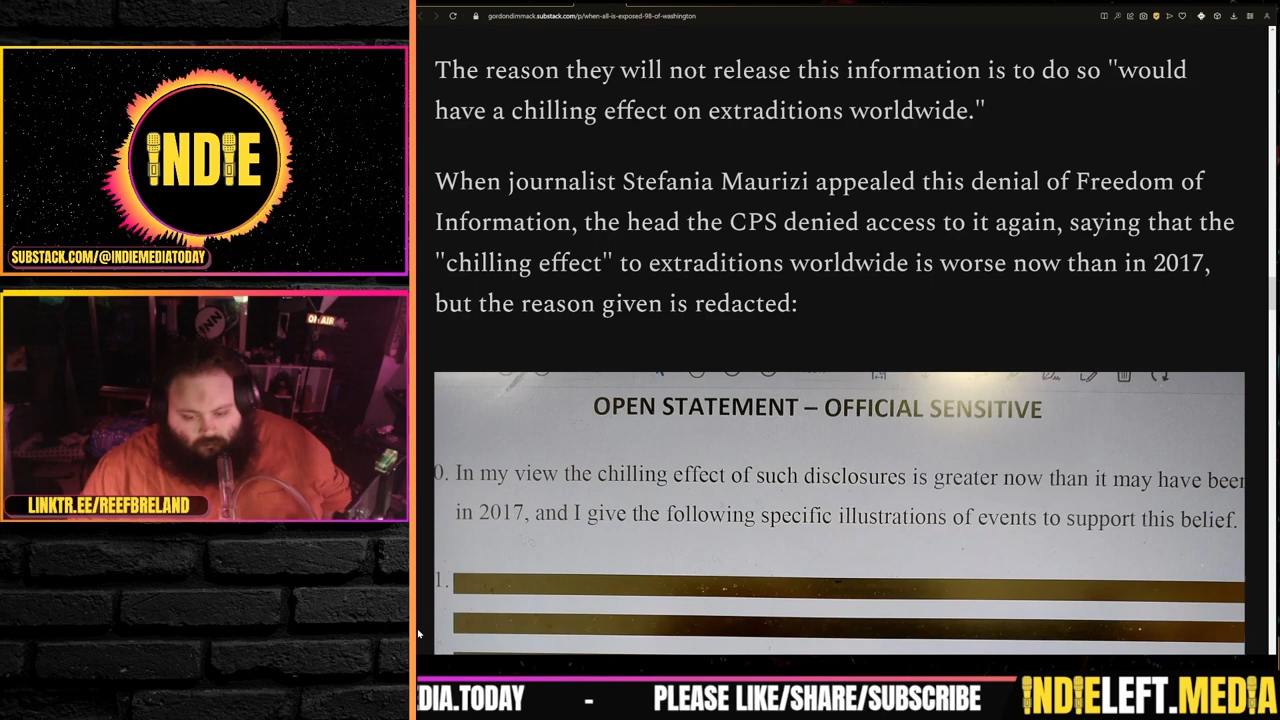 gordondimmack.substack.com/p/when-all-is-exposed-98-of-washington
The reason they will not release this information is to do so "would
have a chilling effect on extraditions worldwide."
When journalist Stefania Maurizi appealed this denial of Freedom of
Information, the head the CPS denied access to it again, saying that the
"chilling effect" to extraditions worldwide is worse now than in 2017,
but the reason given is redacted:
OPEN STATEMENT – OFFICIAL SENSITIVE
0. In my view the chilling effect of such disclosures is greater now than it may have been
in 2017, and I give the following specific illustrations of events to support this belief.
1.
INDIE
SUBSTACK.COM/@INDIEMEDIATODAY
INN
ON AIR
LINKTR.EE/REEFBRELAND
DIA.TODAY - PLEASE LIKE/SHARE/SUBSCRIBE
INDIELEFT.MEDIA